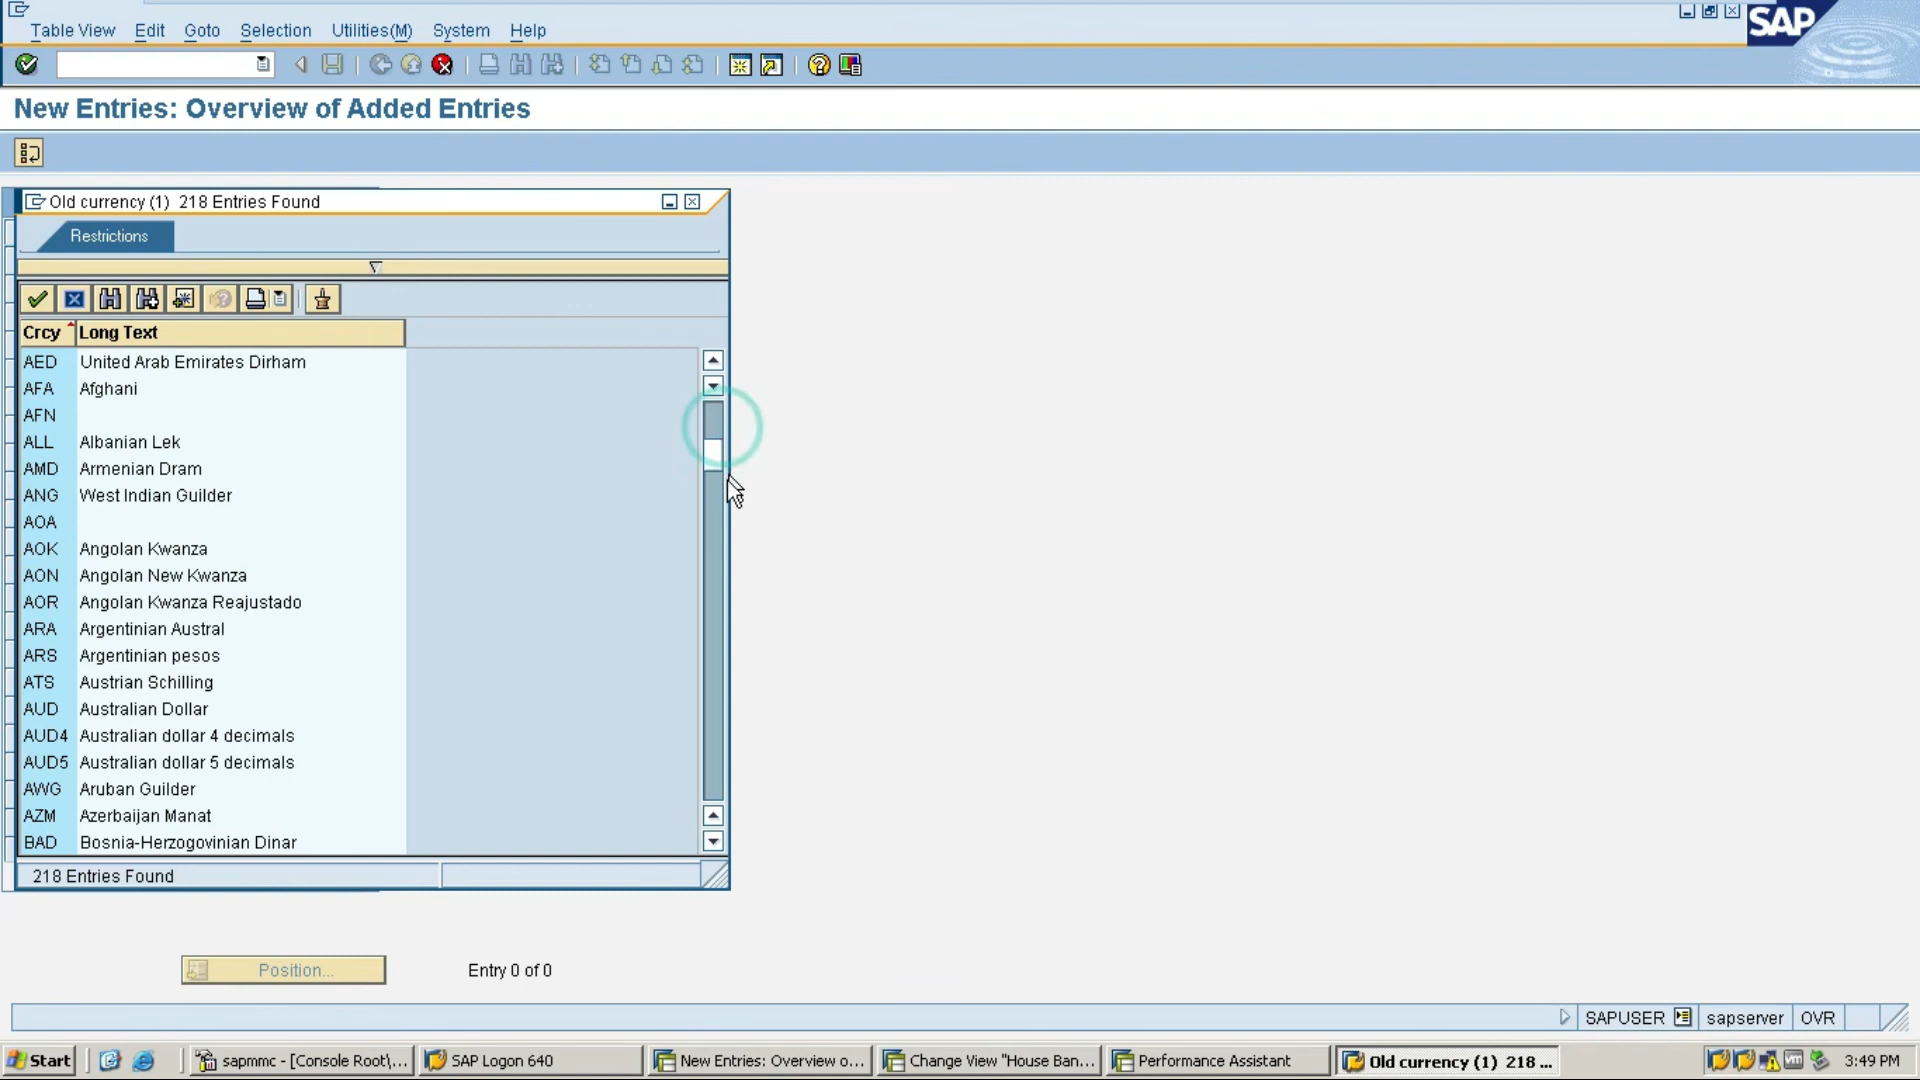 Table View Edit Goto Selection Utilities(M) System Help
SAP
New Entries: Overview of Added Entries
Old currency (1) 218 Entries Found
Restrictions
Crcy Long Text
AED United Arab Emirates Dirham
AFA Afghani
AFN
ALL Albanian Lek
AMD Armenian Dram
ANG West Indian Guilder
AOA
AOK Angolan Kwanza
AON Angolan New Kwanza
AOR Angolan Kwanza Reajustado
ARA Argentinian Austral
ARS Argentinian pesos
ATS Austrian Schilling
AUD Australian Dollar
AUD4 Australian dollar 4 decimals
AUD5 Australian dollar 5 decimals
AWG Aruban Guilder
AZM Azerbaijan Manat
BAD Bosnia-Herzogovinian Dinar
218 Entries Found
Position... Entry 0 of 0
SAPUSER sapserver OVR
Start sapmmc - [Console Root\... SAP Logon 640 New Entries: Overview o... Change View "House Ban... Performance Assistant Old currency (1) 218 ... 3:49 PM